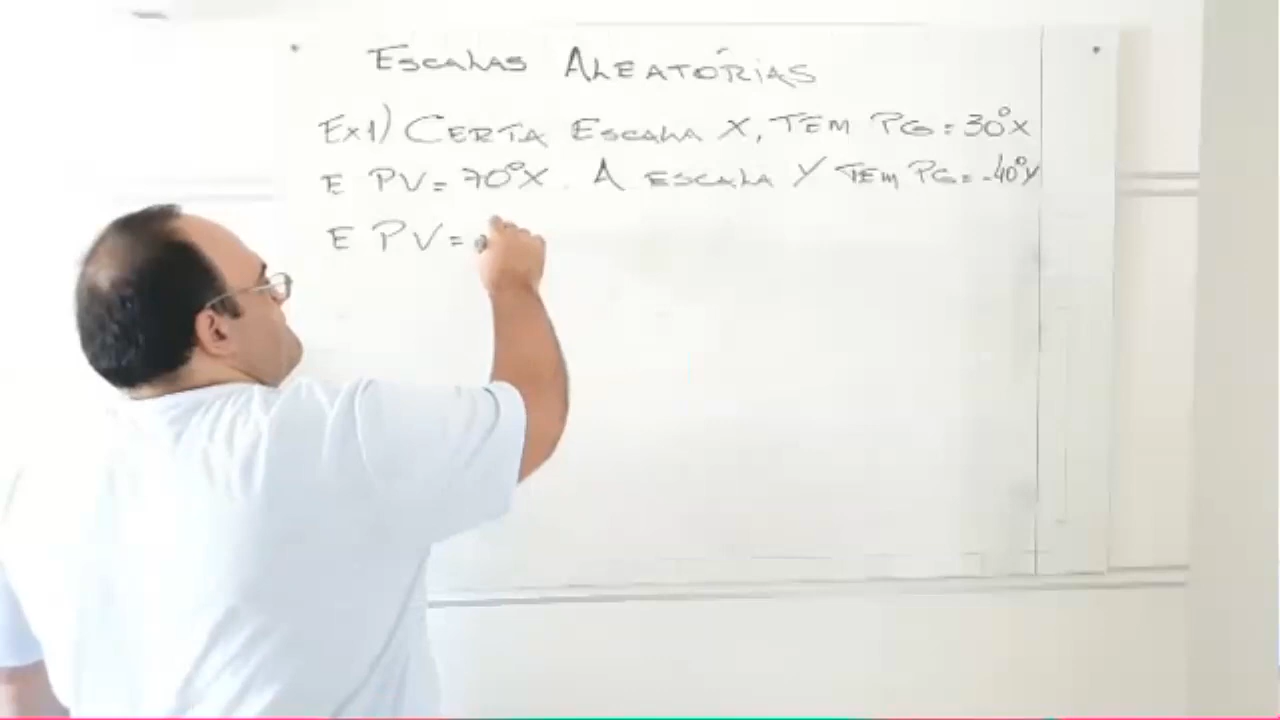 ESCALAS ALEATÓRIAS
EX1) CERTA ESCALA X, TEM PG = 30°X
E PV = 70°X. A ESCALA Y TEM PG = -40°Y
E PV =